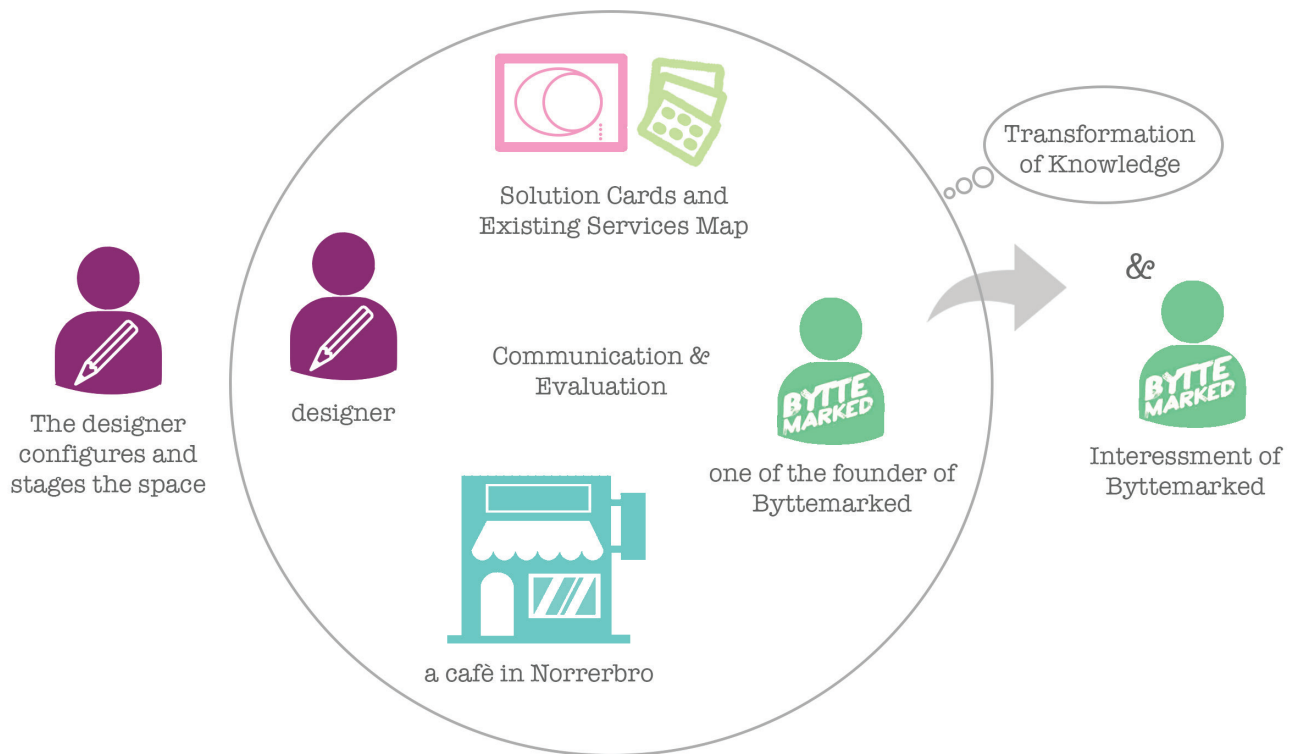 Transformation
of Knowledge
Solution Cards and
Existing Services Map
&
Communication &
Evaluation
BYTTE
MARKED
BYTTE
MARKED
designer
The designer
configures and
stages the space
one of the founder of
Byttemarked
Interessment of
Byttemarked
a cafè in Norrerbro